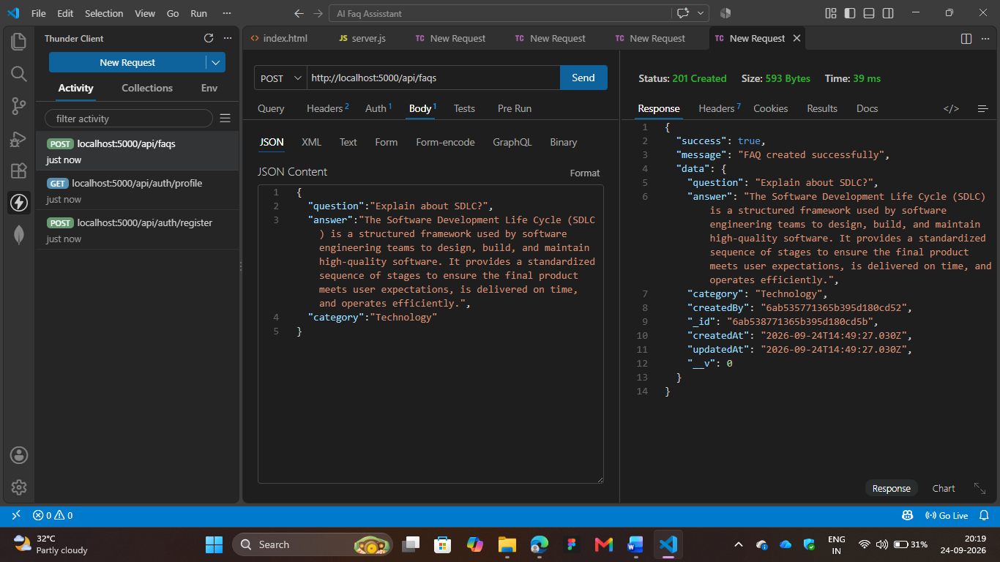 File Edit Selection View Go Run ···
AI Faq Assisstant
Thunder Client
New Request
Activity Collections Env
filter activity
POST localhost:5000/api/faqs
just now
GET localhost:5000/api/auth/profile
just now
POST localhost:5000/api/auth/register
just now
<> index.html
JS server.js
TC New Request
TC New Request
TC New Request
TC New Request
POST http://localhost:5000/api/faqs Send
Query Headers 2 Auth 1 Body 1 Tests Pre Run
JSON XML Text Form Form-encode GraphQL Binary
JSON Content Format
1 {
2 "question":"Explain about SDLC?",
3 "answer":"The Software Development Life Cycle (SDLC
) is a structured framework used by software
engineering teams to design, build, and maintain
high-quality software. It provides a standardized
sequence of stages to ensure the final product
meets user expectations, is delivered on time,
and operates efficiently.",
4 "category":"Technology"
5 }
Status: 201 Created Size: 593 Bytes Time: 39 ms
Response Headers 7 Cookies Results Docs </>
1 {
2 "success": true,
3 "message": "FAQ created successfully",
4 "data": {
5 "question": "Explain about SDLC?",
6 "answer": "The Software Development Life Cycle (SDLC)
is a structured framework used by software
engineering teams to design, build, and maintain
high-quality software. It provides a standardized
sequence of stages to ensure the final product
meets user expectations, is delivered on time, and
operates efficiently.",
7 "category": "Technology",
8 "createdBy": "6ab535771365b395d180cd52",
9 "_id": "6ab538771365b395d180cd5b",
10 "createdAt": "2026-09-24T14:49:27.030Z",
11 "updatedAt": "2026-09-24T14:49:27.030Z",
12 "__v": 0
13 }
14 }
Response Chart
0 0
Go Live
32°C
Partly cloudy
Search
ENG
IN
31%
20:19
24-09-2026